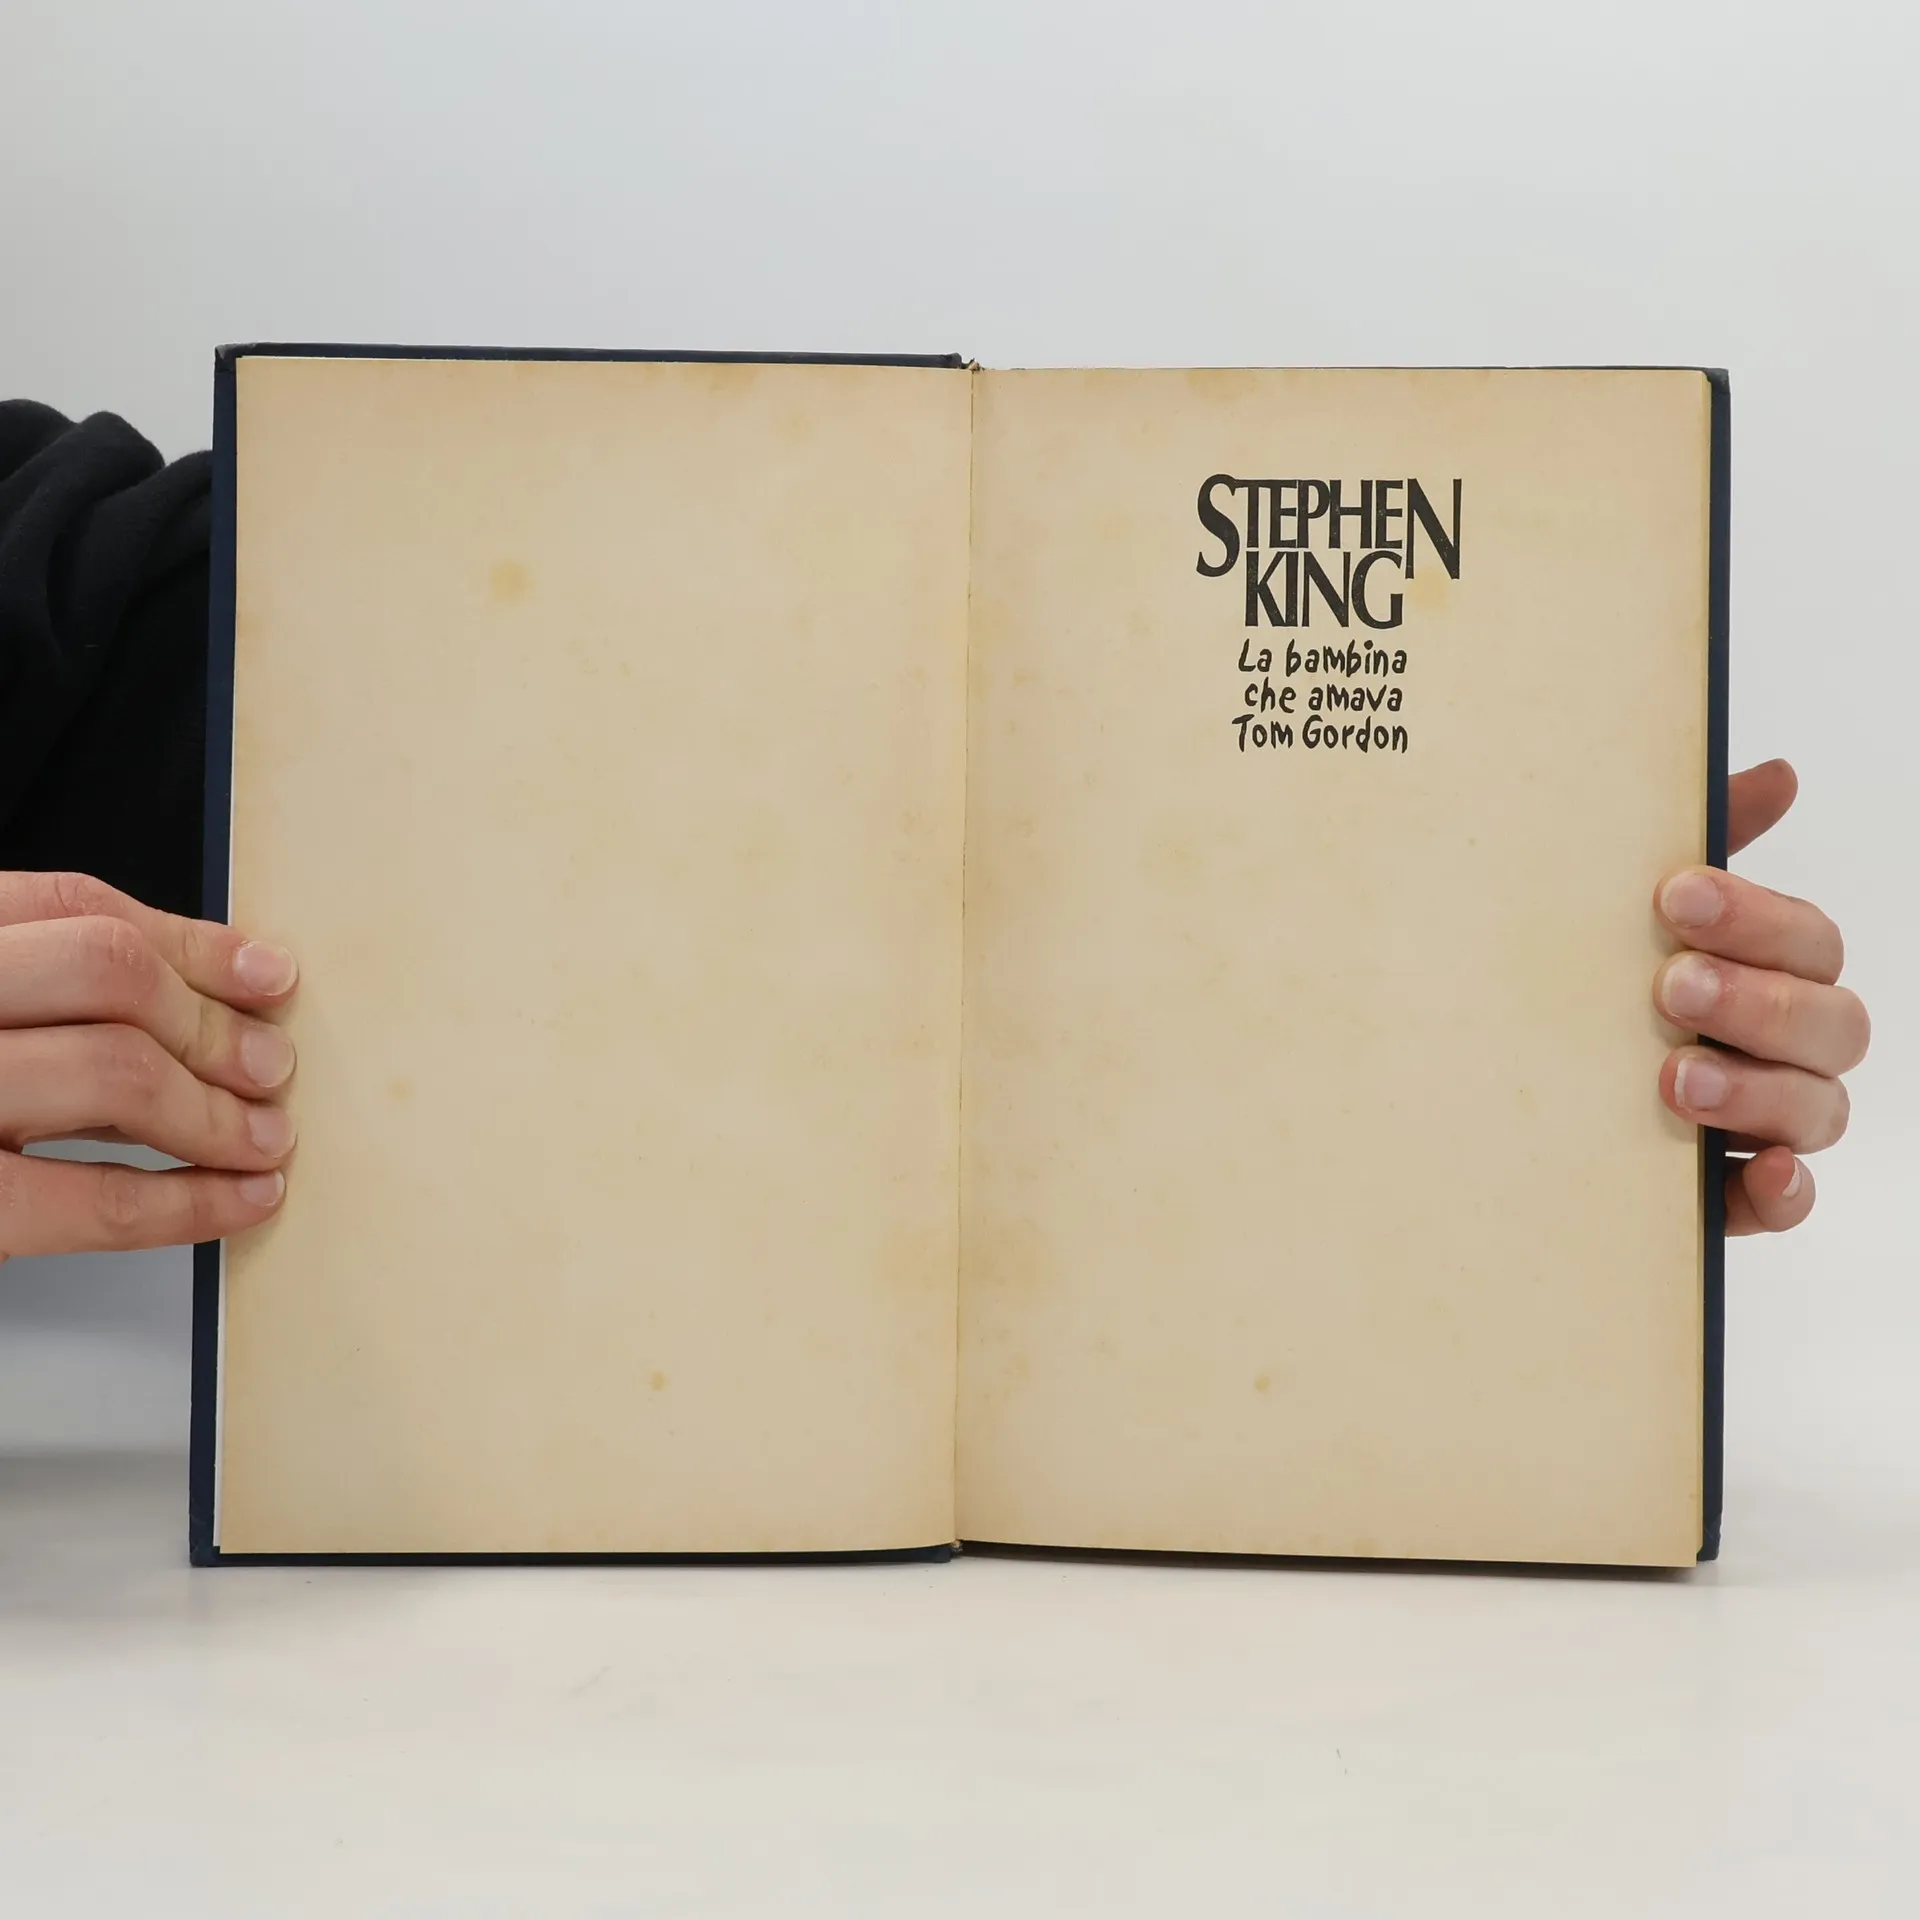 STEPHEN
KING
La bambina
che amava
Tom Gordon